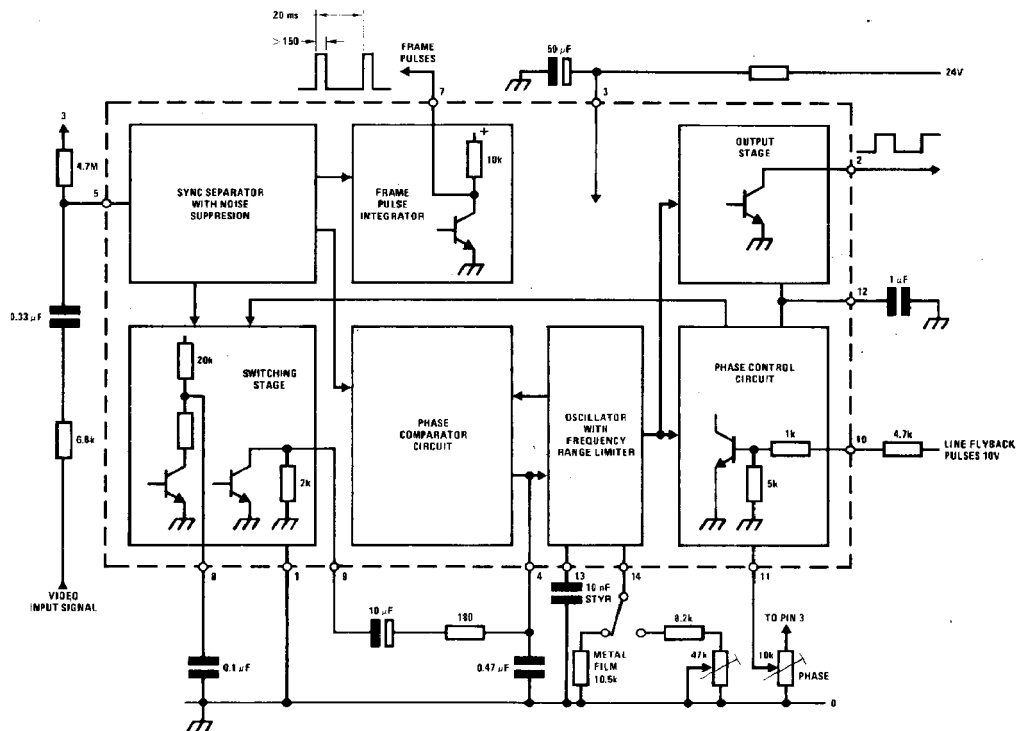 20 ms
>150
FRAME
PULSES
7
50 µF
3
24V
3
4.7M
5
SYNC SEPARATOR
WITH NOISE
SUPPRESION
+
10k
FRAME
PULSE
INTEGRATOR
OUTPUT
STAGE
2
12
1 µF
0.33 µF
6.8k
20k
SWITCHING
STAGE
2k
PHASE
COMPARATOR
CIRCUIT
OSCILLATOR
WITH
FREQUENCY
RANGE LIMITER
PHASE CONTROL
CIRCUIT
1k
5k
10
4.7k
LINE FLYBACK
PULSES 10V
VIDEO
INPUT SIGNAL
8
1
9
4
13
14
11
10 nF
STYR
10 µF
180
0.1 µF
0.47 µF
METAL
FILM
10.5k
8.2k
47k
TO PIN 3
10k
PHASE
0